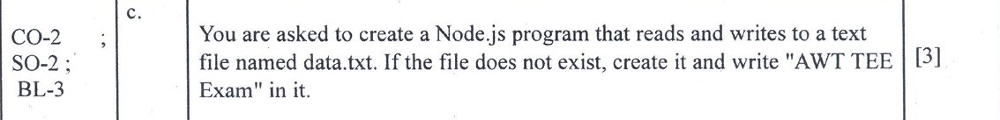 c.
CO-2 ;
SO-2 ;
BL-3
You are asked to create a Node.js program that reads and writes to a text
file named data.txt. If the file does not exist, create it and write "AWT TEE
Exam" in it.
[3]